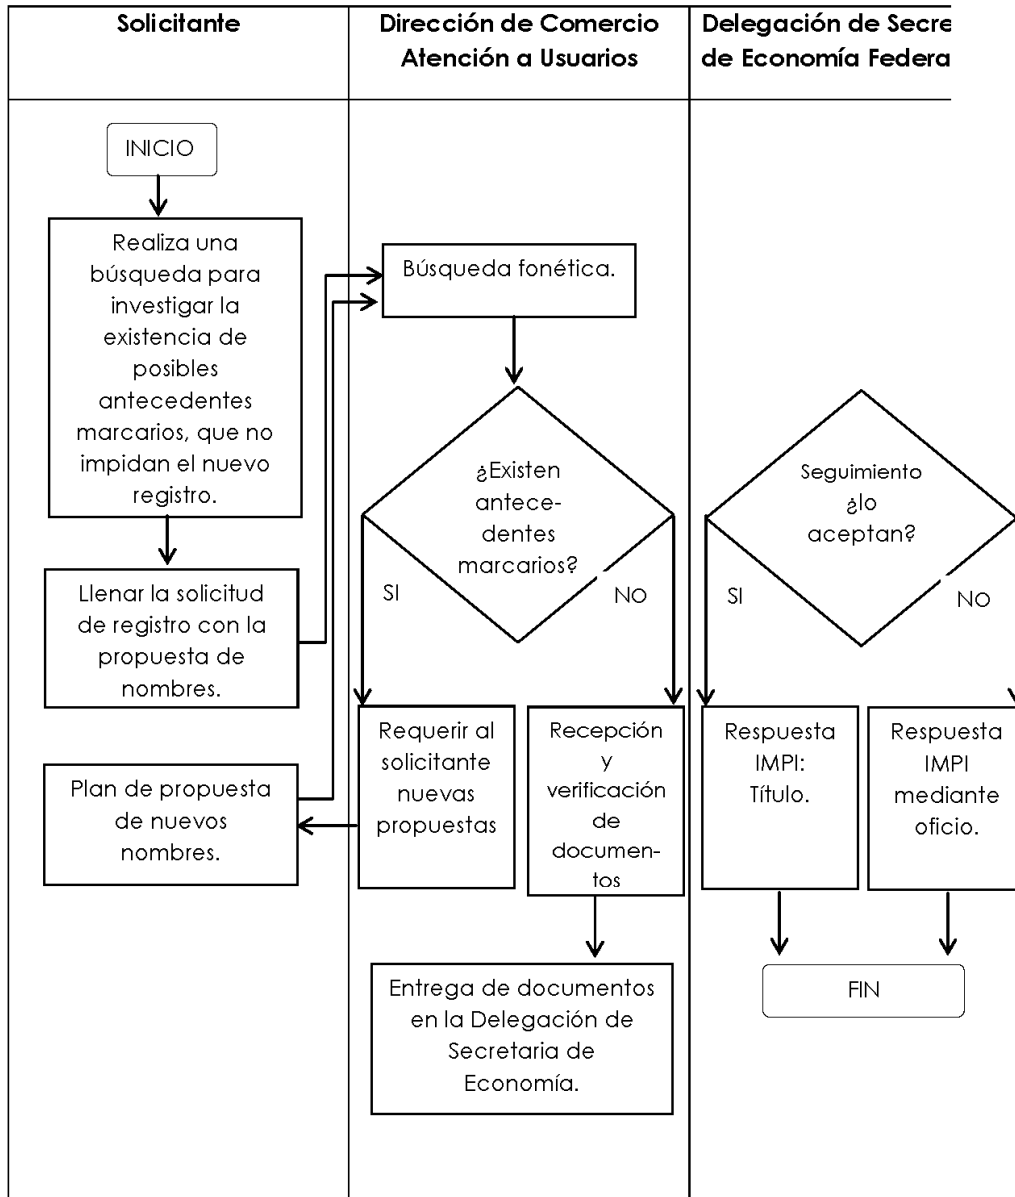 Solicitante
Dirección de Comercio
Atención a Usuarios
Delegación de Secre
de Economía Federa
INICIO
Realiza una
búsqueda para
investigar la
existencia de
posibles
antecedentes
marcarios, que no
impidan el nuevo
registro.
Llenar la solicitud
de registro con la
propuesta de
nombres.
Plan de propuesta
de nuevos
nombres.
Búsqueda fonética.
¿Existen
antece-
dentes
marcarios?
SI
NO
Requerir al
solicitante
nuevas
propuestas
Recepción
y
verificación
de
documen-
tos
Entrega de documentos
en la Delegación de
Secretaria de
Economía.
Seguimiento
¿lo
aceptan?
SI
NO
Respuesta
IMPI:
Título.
Respuesta
IMPI
mediante
oficio.
FIN